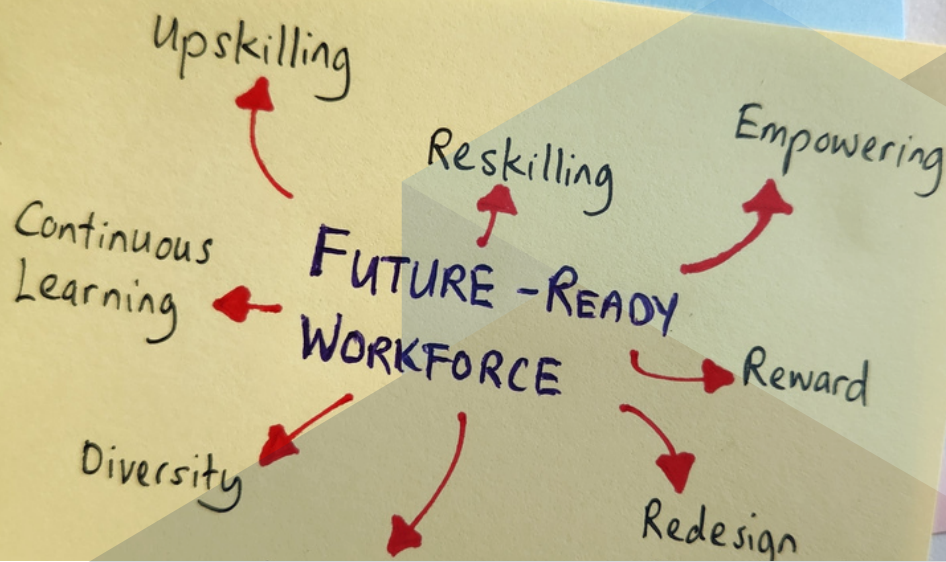 Upskilling
Reskilling
Empowering
Continuous
Learning
FUTURE-READY
WORKFORCE
Reward
Diversity
Redesign